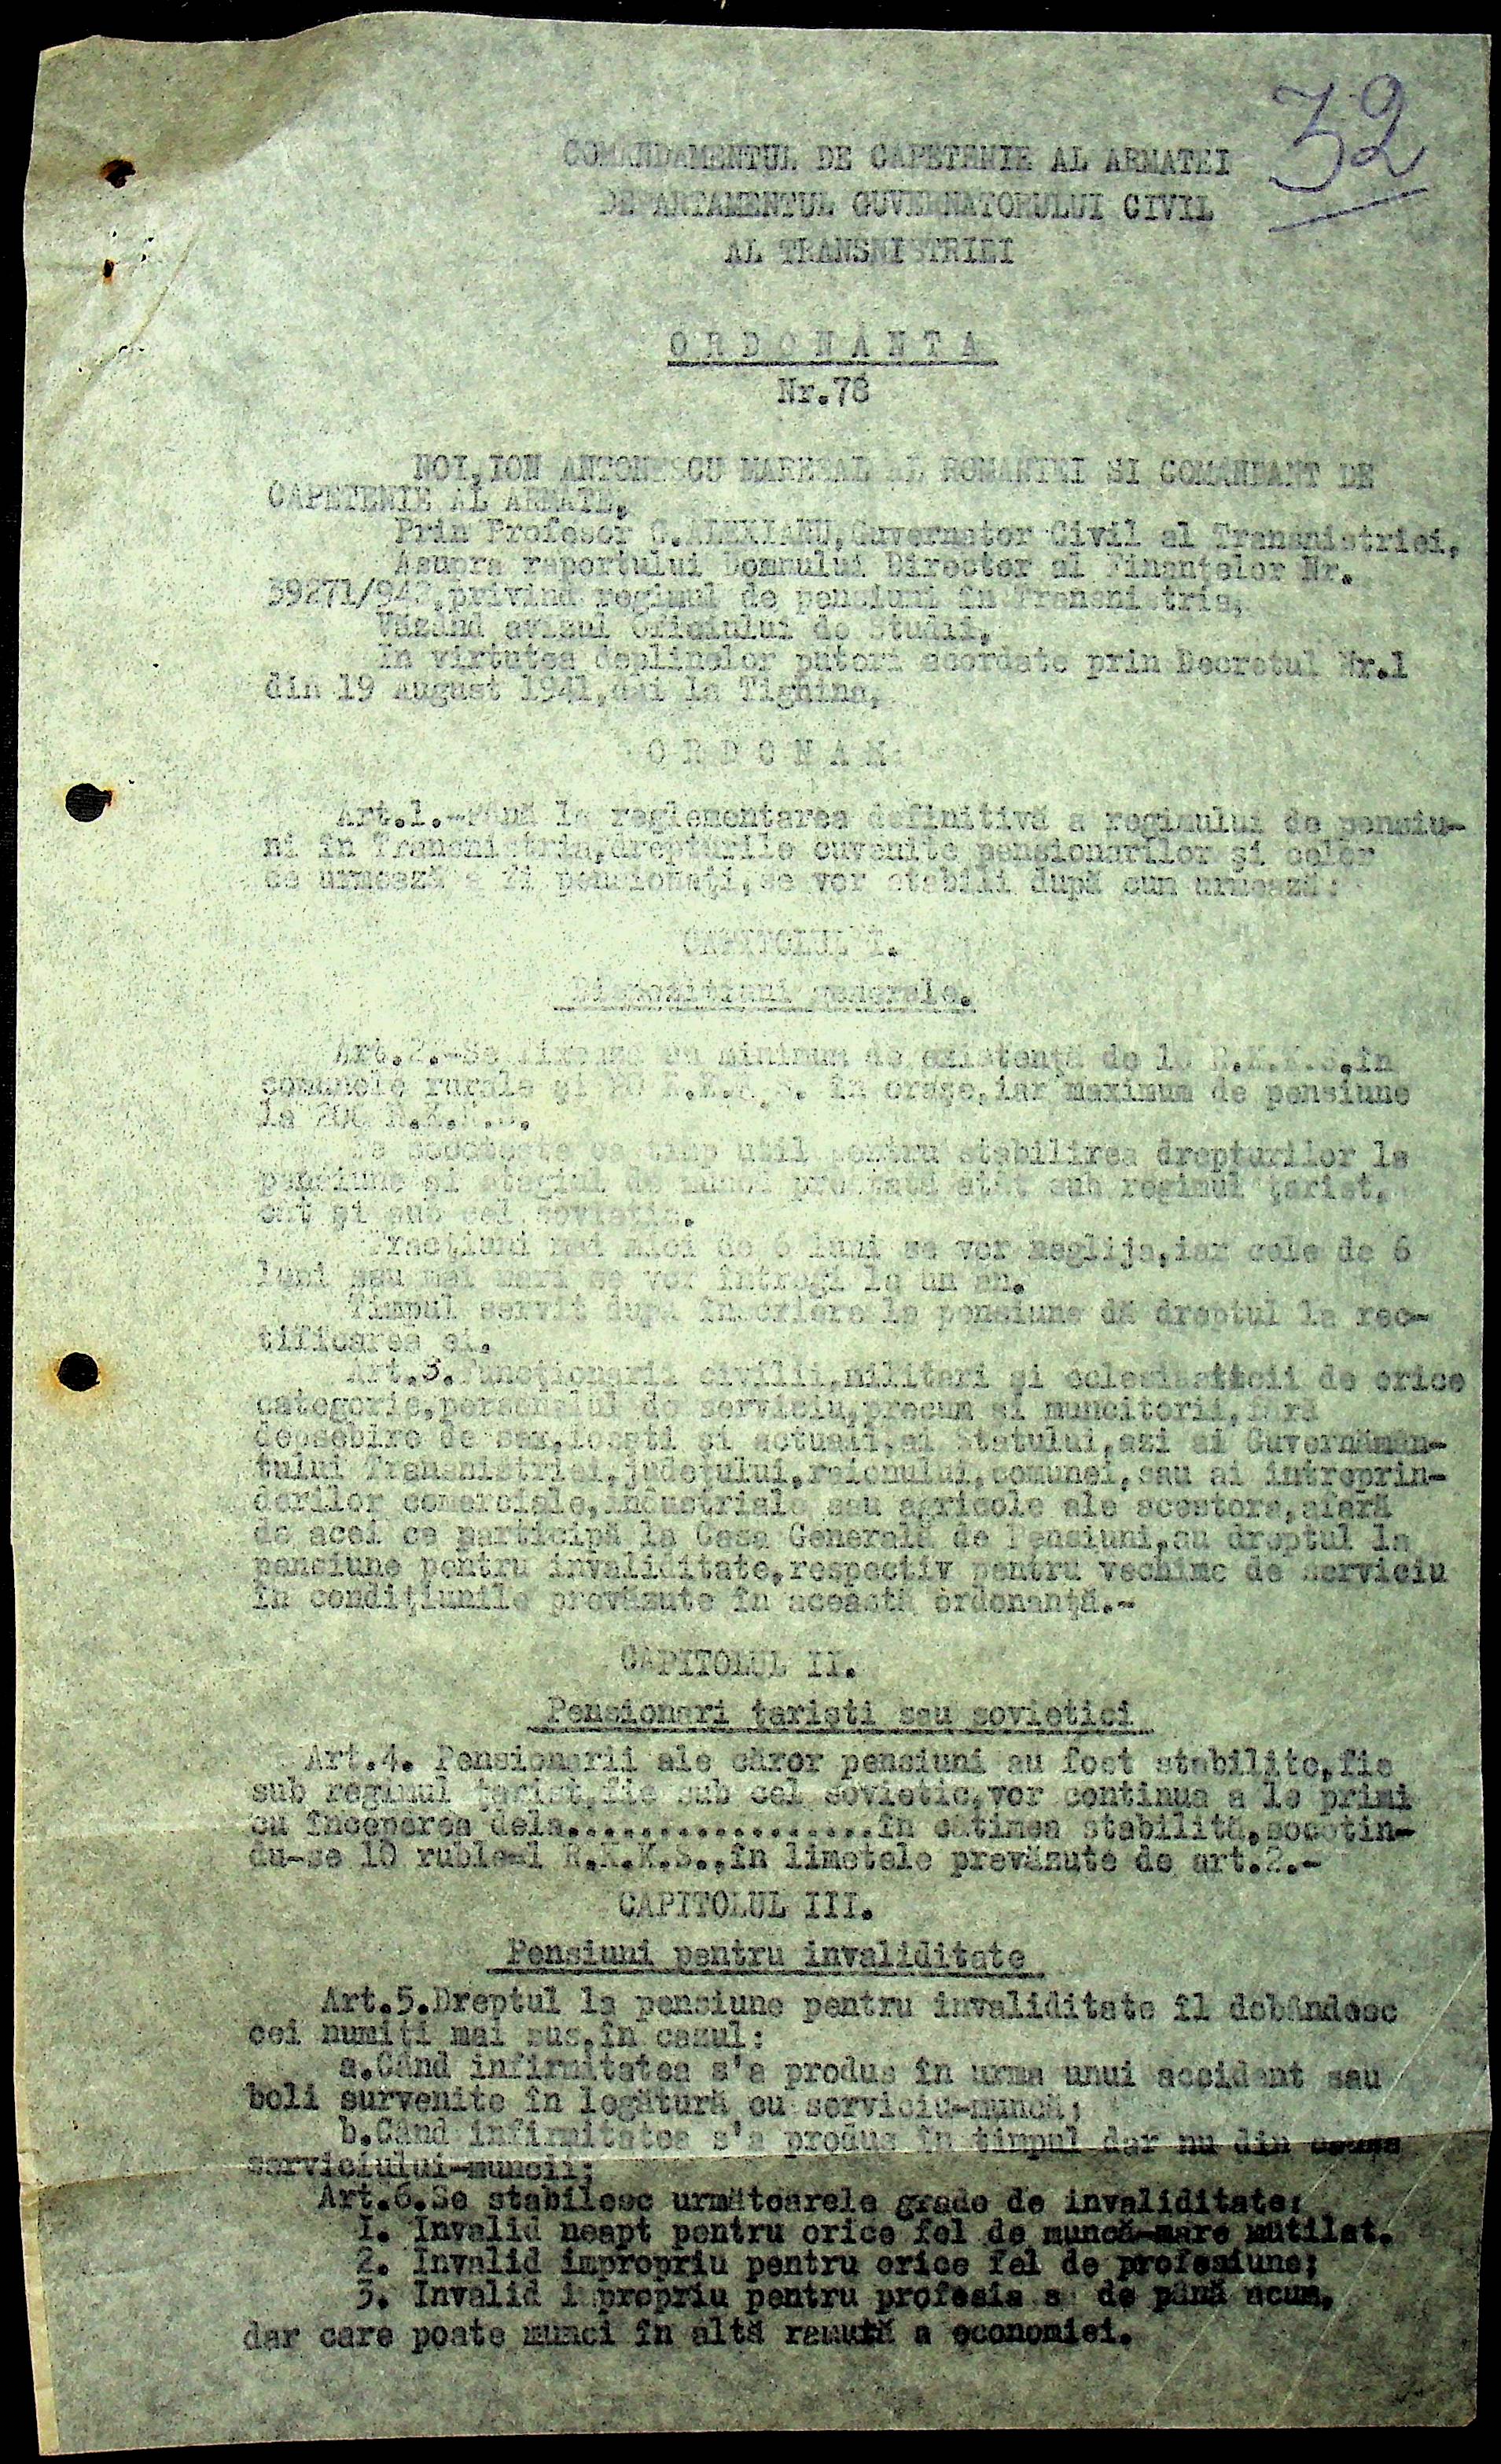 32
COMANDAMENTUL DE CAPETENIE AL ARMATEI
DEPARTAMENTUL GUVERNATORULUI CIVIL
AL TRANSNISTRIEI
O R D O N A N T A
Nr.78
NOI,ION ANTONESCU MARESAL AL ROMANIEI SI COMANDANT DE
CAPETENIE AL ARMATEI,
Prin Profesor G.ALEXIANU,Guvernator Civil al Transnistriei,
Asupra raportului Domnului Director al Finanţelor Nr.
39271/942,privind regimul de pensiuni în Transnistria,
Văzând avizul Oficiului de Studii,
In virtutea deplinelor puteri acordate prin Decretul Nr.1
din 19 August 1941,dat la Tighina,
O R D O N A M:
Art.1.-Până la reglementarea definitivă a regimului de pensiu-
ni în Transnistria,drepturile cuvenite pensionarilor şi celor
ce urmează a fi pensionaţi,se vor stabili după cum urmează:
CAPITOLUL I.
Dispoziţiuni generale.
Art.2.-Se un minimum de existenţă de R.K.K.S.în
comunele rurale şi R.K.K.S. în oraşe,iar maximum de pensiune
la 200 R.K.K.S.
Se socoteşte ca timp util pentru stabilirea drepturilor la
pensiune şi stagiul de muncă prestată atât sub regimul ţarist,
cât şi sub cel sovietic.
Fracţiuni mai mici de 6 luni se vor neglija,iar cele de 6
luni sau mai mari se vor întregi la un an.
Timpul servit după înscriere la pensiune dă dreptul la rec-
tificarea ei.
Art.3.Funcţionarii civili,militari şi eclesiastici de orice
categorie,personalul de serviciu,precum şi muncitorii,fără
deosebire de sex,foşti şi actuali,ai Statului,azi ai Guvernămân-
tului Transnistriei,judeţului,raionului,comunei,sau ai intreprin-
derilor comerciale,industriale sau agricole ale acestora,afară
de acei ce participă la Casa Generală de Pensiuni,au dreptul la
pensiune pentru invaliditate,respectiv pentru vechime de serviciu
în condiţiunile prevăzute în această ordonanţă.-
CAPITOLUL II.
Pensionari ţarişti sau sovietici
Art.4. Pensionarii ale căror pensiuni au fost stabilite,fie
sub regimul ţarist,fie sub cel sovietic,vor continua a le primi
cu începerea dela..................în câtimea stabilită,socotin-
du-se 10 ruble=1 R.K.K.S.,în limetele prevăzute de art.2.-
CAPITOLUL III.
Pensiuni pentru invaliditate
Art.5.Dreptul la pensiune pentru invaliditate îl dobândesc
cei numiţi mai sus,în cazul:
a.Când infirmitatea s'a produs în urma unui accident sau
boli survenite în legătură cu serviciu-muncă;
b.Când infirmitatea s'a produs în timpul dar nu din cauza
serviciului-muncii;
Art.6.Se stabilesc următoarele grade de invaliditate:
1. Invalid neapt pentru orice fel de muncă-mare mutilat.
2. Invalid impropriu pentru orice fel de profesiune;
3. Invalid impropriu pentru profesia sa de până acum,
dar care poate munci în altă ramură a economiei.